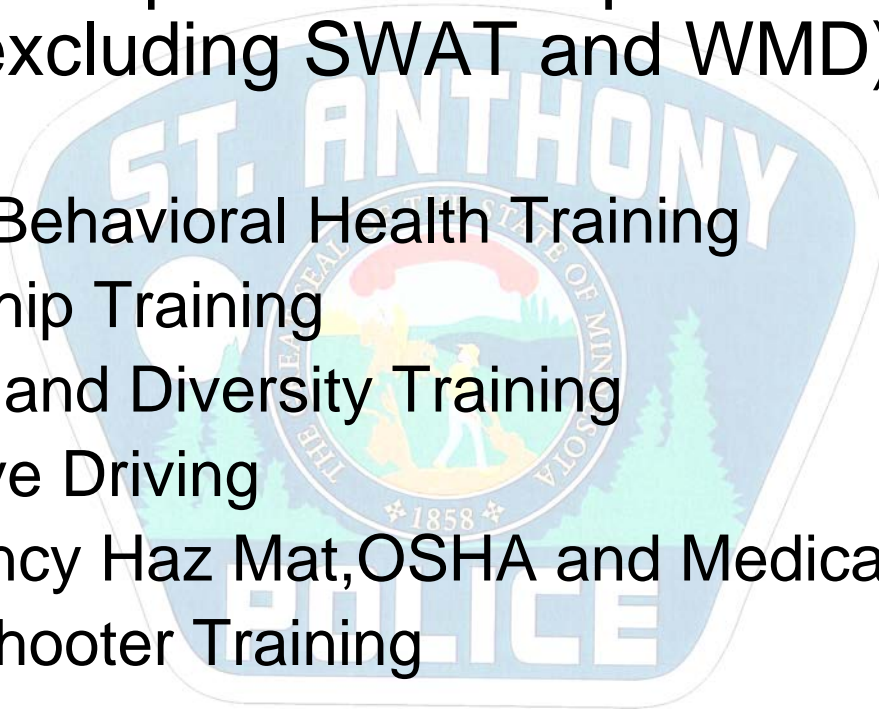 excluding SWAT and WMD)
ST. ANTHONY
Behavioral Health Training
hip Training
and Diversity Training
ve Driving
ncy Haz Mat,OSHA and Medica
hooter Training
THE GREAT SEAL OF THE STATE OF MINNESOTA
1858
POLICE